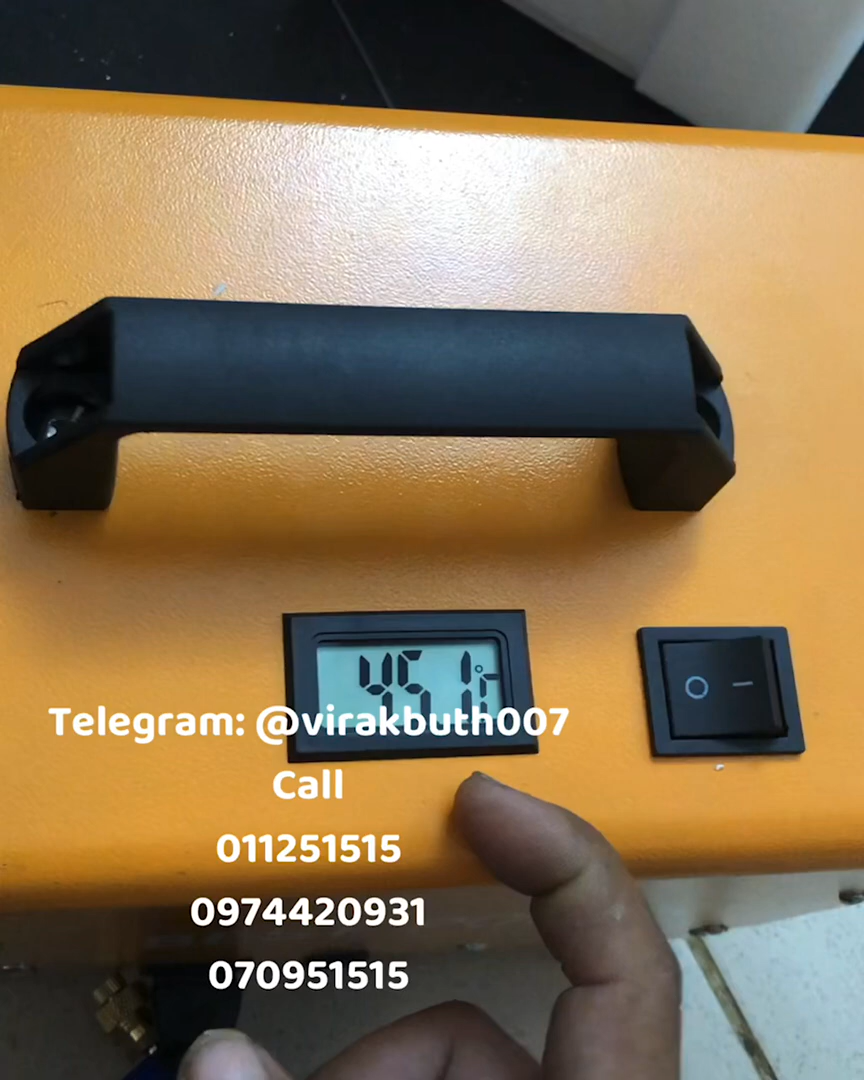 45.1°C
O —
Telegram: @virakbuth007
Call
011251515
0974420931
070951515